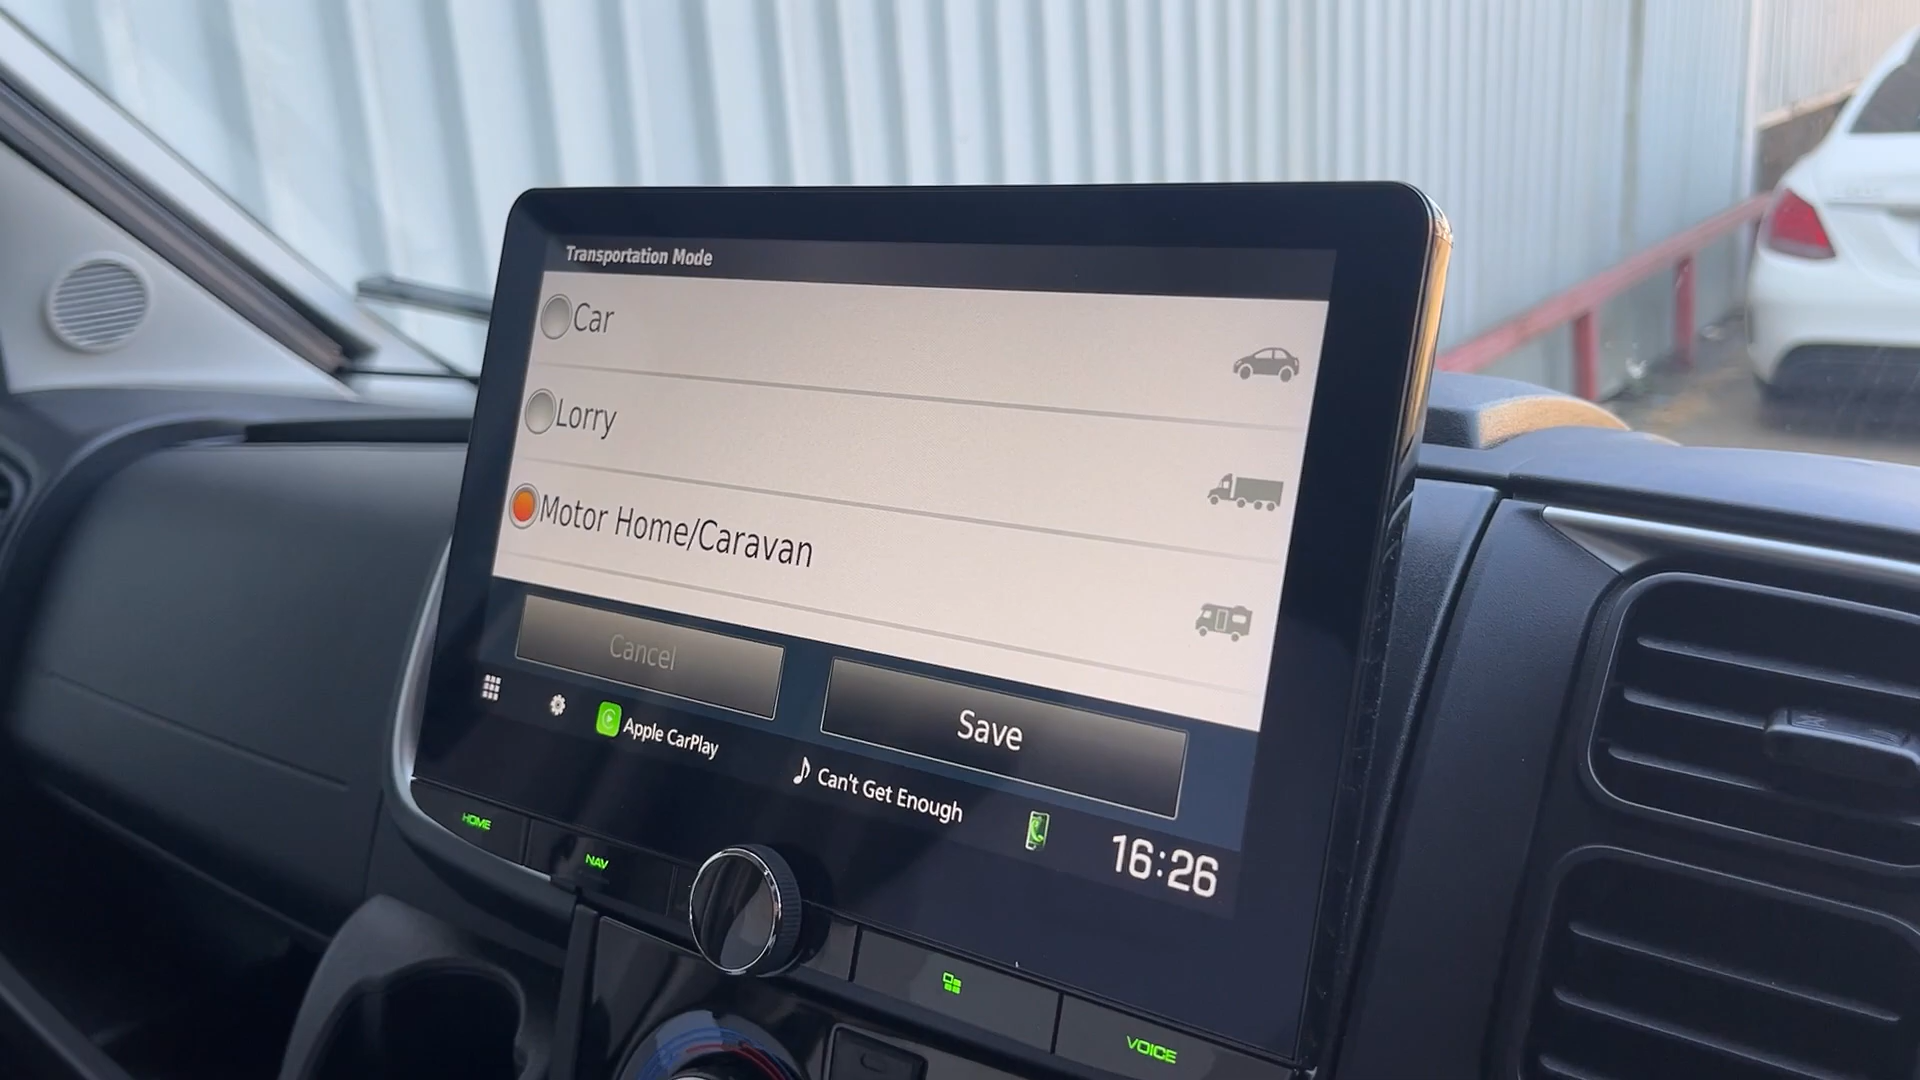 Transportation Mode
Car
Lorry
Motor Home/Caravan
Cancel
Save
Apple CarPlay
Can't Get Enough
16:26
HOME
NAV
VOICE